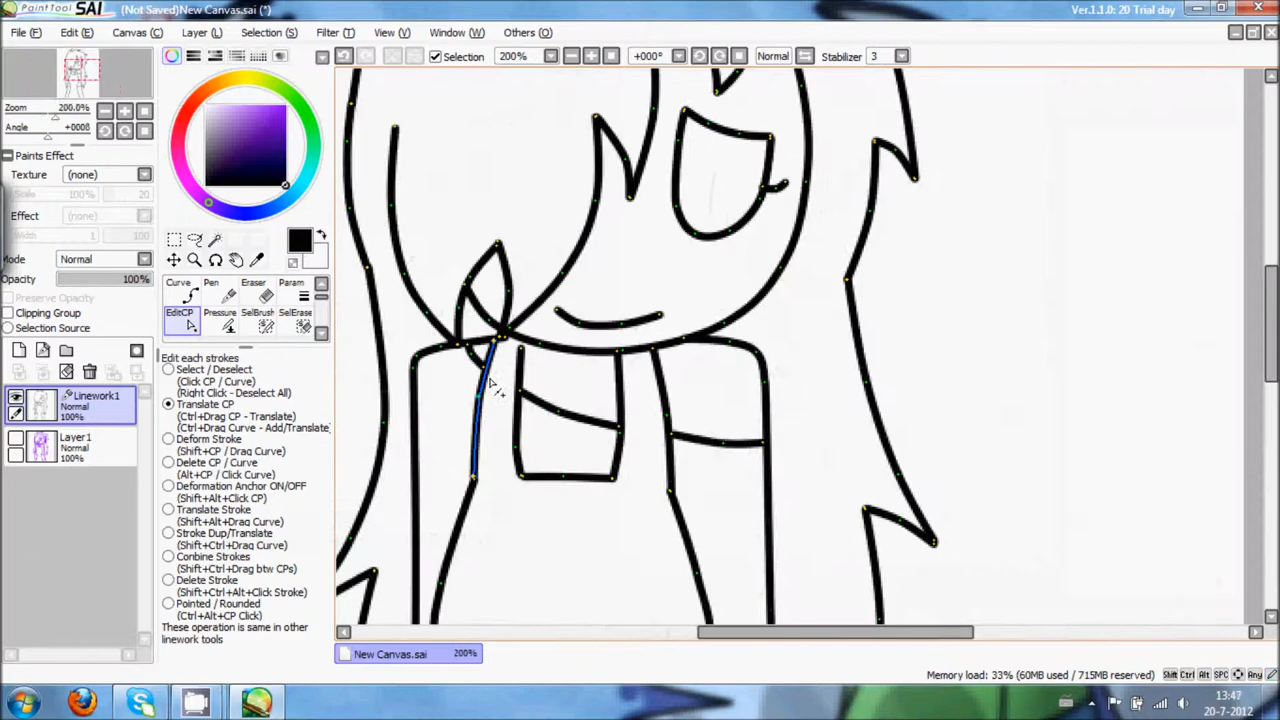 PaintTool SAI (Not Saved)New Canvas.sai (*) Ver.1.1.0: 20 Trial day
File (F) Edit (E) Canvas (C) Layer (L) Selection (S) Filter (T) View (V) Window (W) Others (O)
Selection 200% +000° Normal Stabilizer 3
Zoom 200.0%
Angle +000θ
Paints Effect
Texture (none)
Scale 100% 20
Effect (none)
Width 1 100
Mode Normal
Opacity 100%
Preserve Opacity
Clipping Group
Selection Source
Linework1
Normal
100%
Layer1
Normal
100%
Curve Pen Eraser Param
EditCP Pressure SelBrush SelErase
Edit each strokes
Select / Deselect
(Click CP / Curve)
(Right Click - Deselect All)
Translate CP
(Ctrl+Drag CP - Translate)
(Ctrl+Drag Curve - Add/Translate)
Deform Stroke
(Shift+CP / Drag Curve)
Delete CP / Curve
(Alt+CP / Click Curve)
Deformation Anchor ON/OFF
(Shift+Alt+Click CP)
Translate Stroke
(Shift+Alt+Drag Curve)
Stroke Dup/Translate
(Shift+Ctrl+Drag Curve)
Conbine Strokes
(Shift+Ctrl+Drag btw CPs)
Delete Stroke
(Shift+Ctrl+Alt+Click Stroke)
Pointed / Rounded
(Ctrl+Alt+CP Click)
These operation is same in other
linework tools
New Canvas.sai 200%
Memory load: 33% (60MB used / 715MB reserved) Shift Ctrl Alt SPC Any
13:47
20-7-2012